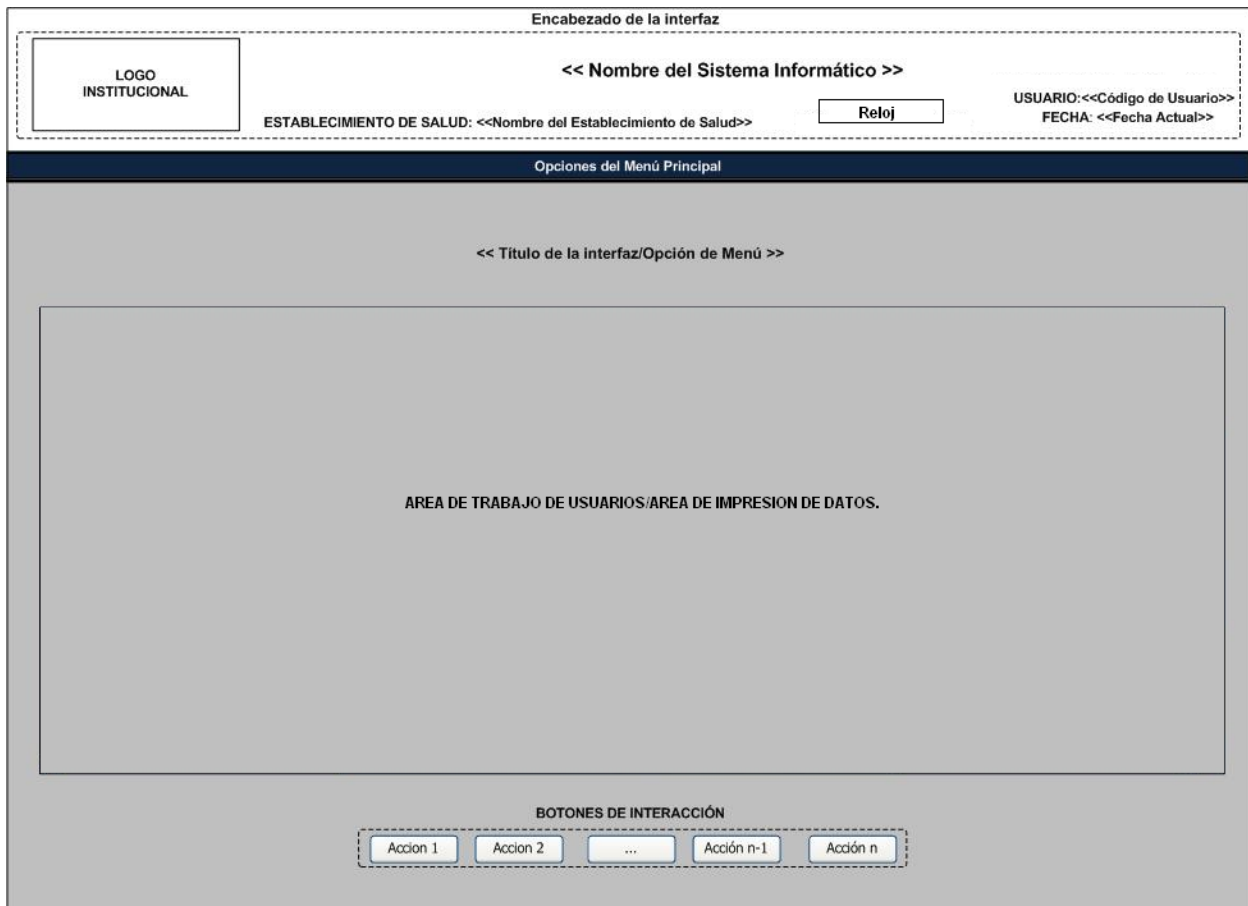 Encabezado de la interfaz
LOGO
INSTITUCIONAL
<< Nombre del Sistema Informático >>
USUARIO:<<Código de Usuario>>
Reloj
FECHA: <<Fecha Actual>>
ESTABLECIMIENTO DE SALUD: <<Nombre del Establecimiento de Salud>>
Opciones del Menú Principal
<< Título de la interfaz/Opción de Menú >>
AREA DE TRABAJO DE USUARIOS/AREA DE IMPRESION DE DATOS.
BOTONES DE INTERACCIÓN
Accion 1
Accion 2
...
Acción n-1
Acción n